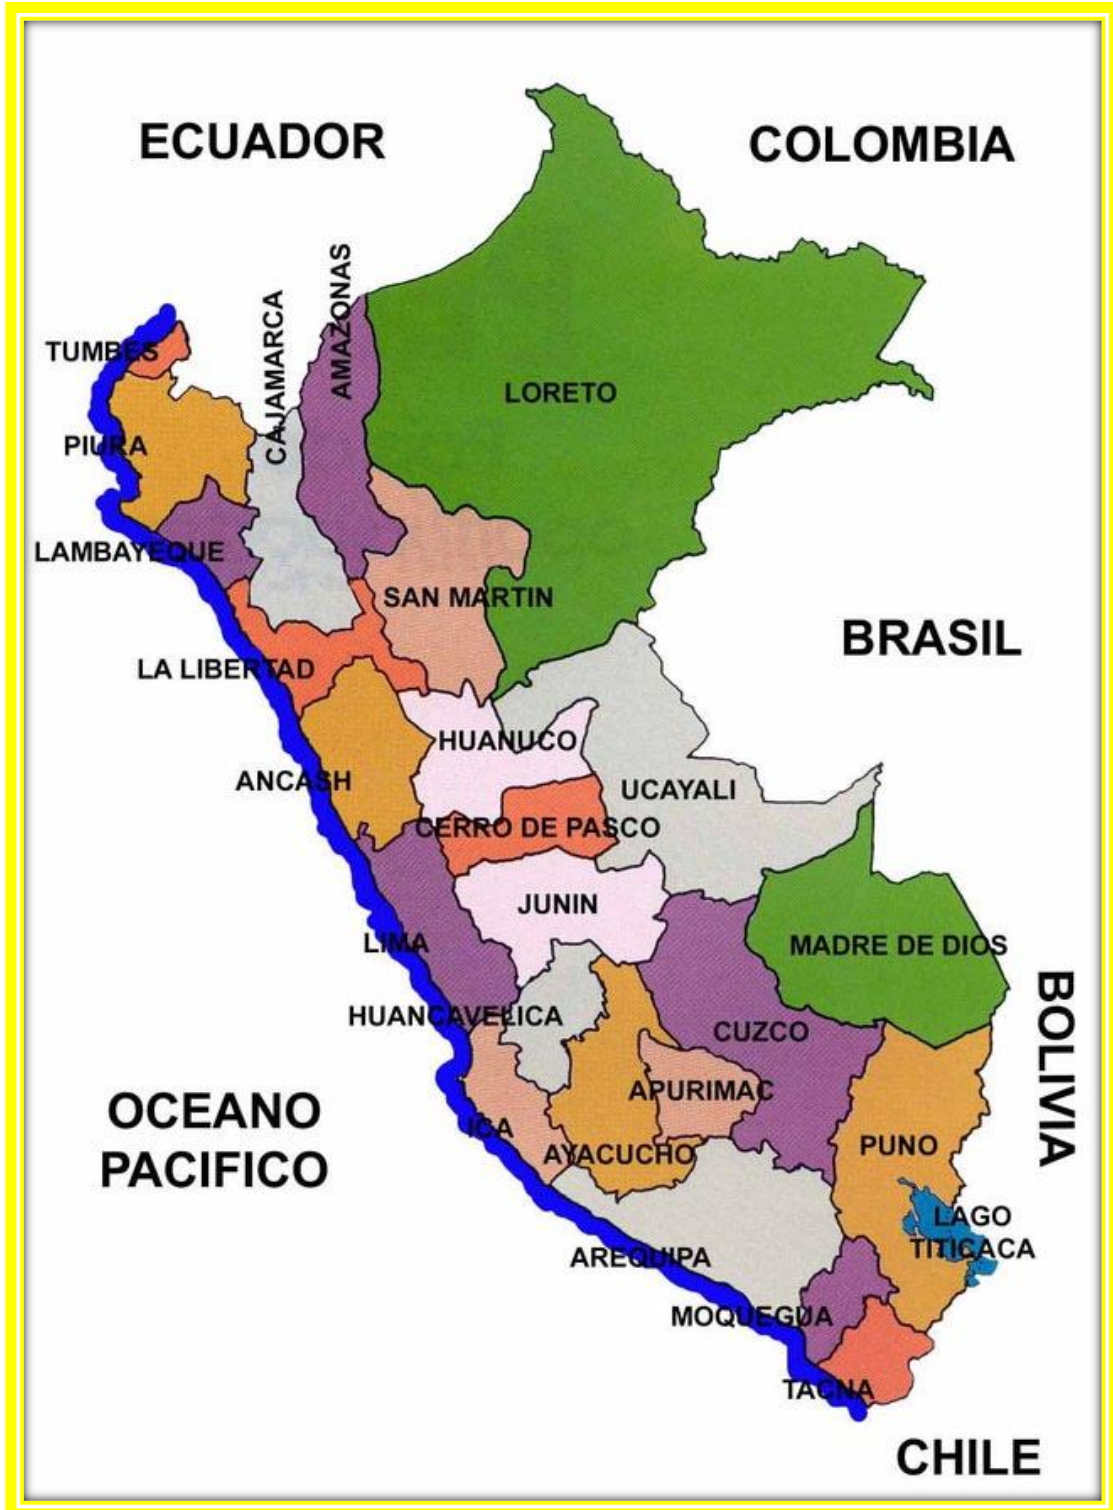 ECUADOR
COLOMBIA
AMAZONAS
CAJAMARCA
TUMBES
LORETO
PIURA
LAMBAYEQUE
SAN MARTIN
BRASIL
LA LIBERTAD
HUANUCO
ANCASH
UCAYALI
CERRO DE PASCO
JUNIN
LIMA
MADRE DE DIOS
HUANCAVELICA
CUZCO
BOLIVIA
APURIMAC
OCEANO
PACIFICO
ICA
AYACUCHO
PUNO
LAGO
TITICACA
AREQUIPA
MOQUEGUA
TACNA
CHILE